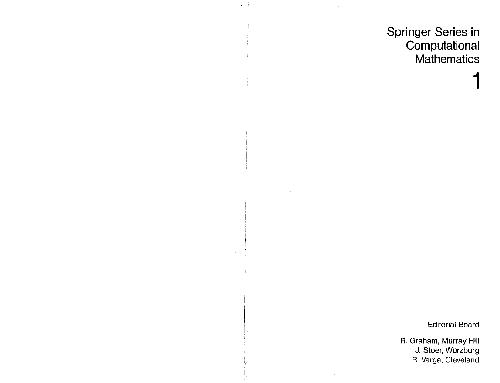 Springer Series in
Computational
Mathematics
1
Editorial Board
R. Graham, Murray Hill
J. Stoer, Würzburg
R. Varga, Cleveland